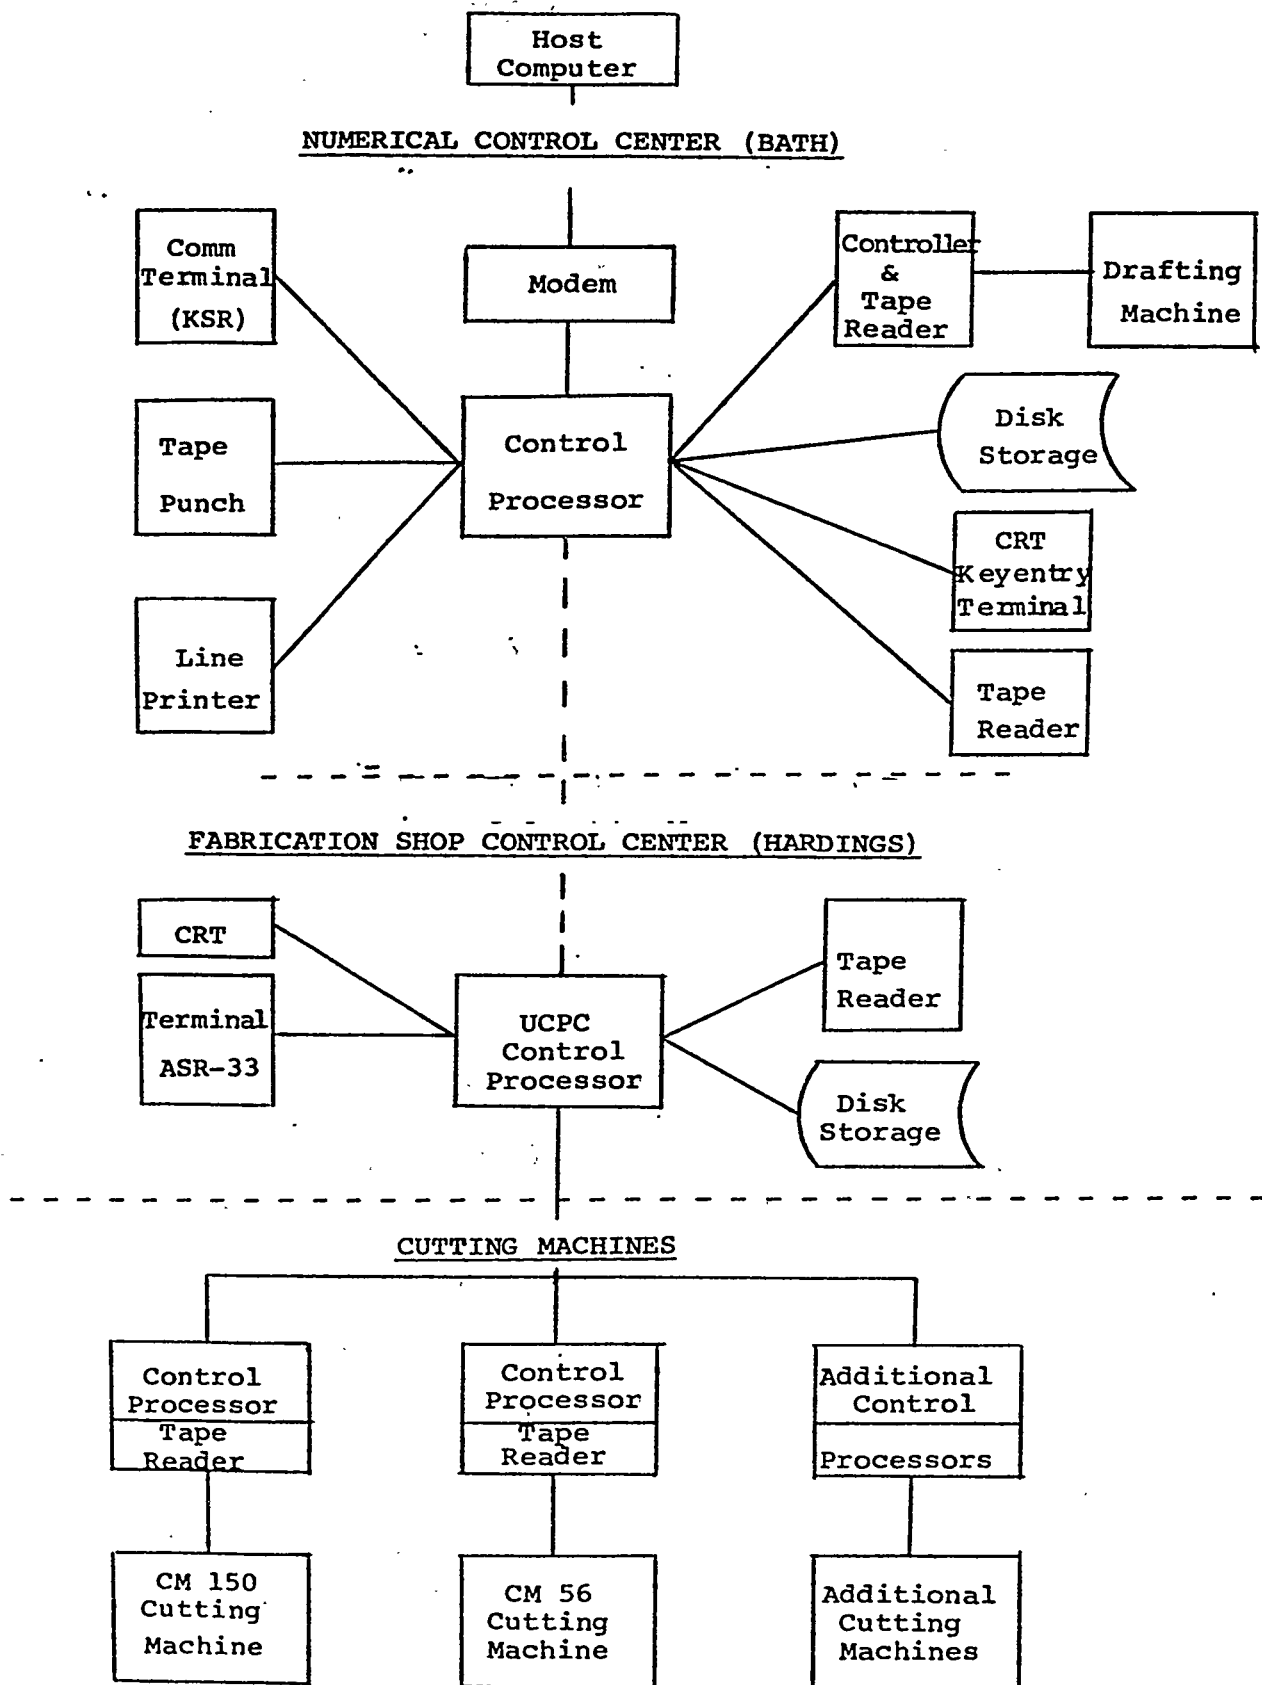 Host
Computer
NUMERICAL CONTROL CENTER (BATH)
Comm
Terminal
(KSR)
Modem
Controller
&
Tape
Reader
Drafting
Machine
Tape
Punch
Control
Processor
Disk
Storage
CRT
Keyentry
Terminal
Line
Printer
Tape
Reader
FABRICATION SHOP CONTROL CENTER (HARDINGS)
CRT
Terminal
ASR-33
UCPC
Control
Processor
Tape
Reader
Disk
Storage
CUTTING MACHINES
Control
Processor
Tape
Reader
Control
Processor
Tape
Reader
Additional
Control
Processors
CM 150
Cutting
Machine
CM 56
Cutting
Machine
Additional
Cutting
Machines